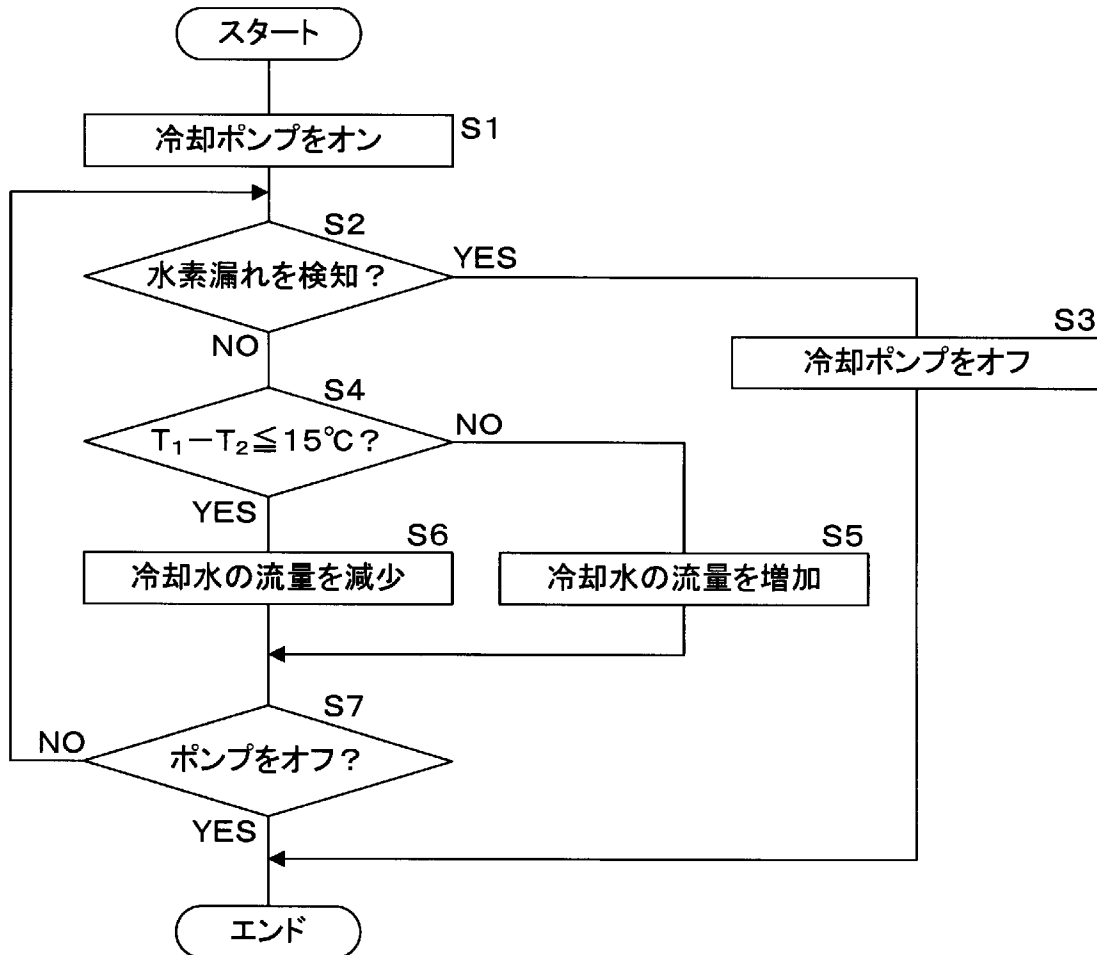 スタート
冷却ポンプをオン
S1
S2
水素漏れを検知？
YES
NO
S3
冷却ポンプをオフ
S4
T₁－T₂≦15℃？
NO
YES
S6
冷却水の流量を減少
S5
冷却水の流量を増加
S7
ポンプをオフ？
NO
YES
エンド